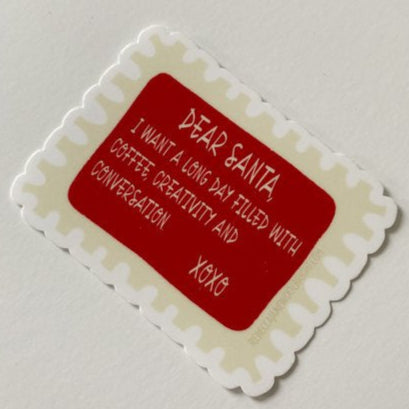 DEAR SANTA,
I WANT A LONG DAY FILLED WITH
COFFEE, CREATIVITY AND
CONVERSATION
XOXO